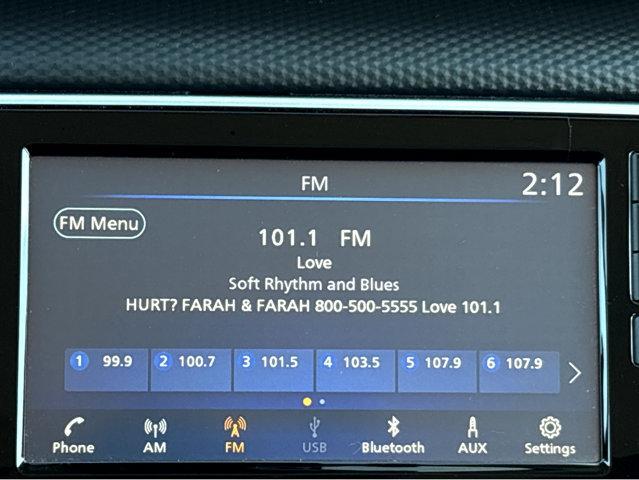 FM 2:12
FM Menu
101.1 FM
Love
Soft Rhythm and Blues
HURT? FARAH & FARAH 800-500-5555 Love 101.1
1 99.9 2 100.7 3 101.5 4 103.5 5 107.9 6 107.9
Phone AM FM USB Bluetooth AUX Settings